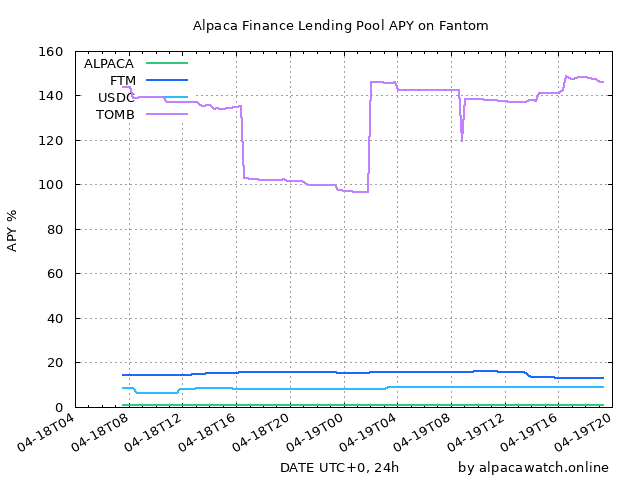 Alpaca Finance Lending Pool APY on Fantom
160
140
120
100
80
60
40
20
0
APY %
ALPACA
FTM
USDC
TOMB
04-18T04
04-18T08
04-18T12
04-18T16
04-18T20
04-19T00
04-19T04
04-19T08
04-19T12
04-19T16
04-19T20
DATE UTC+0, 24h
by alpacawatch.online